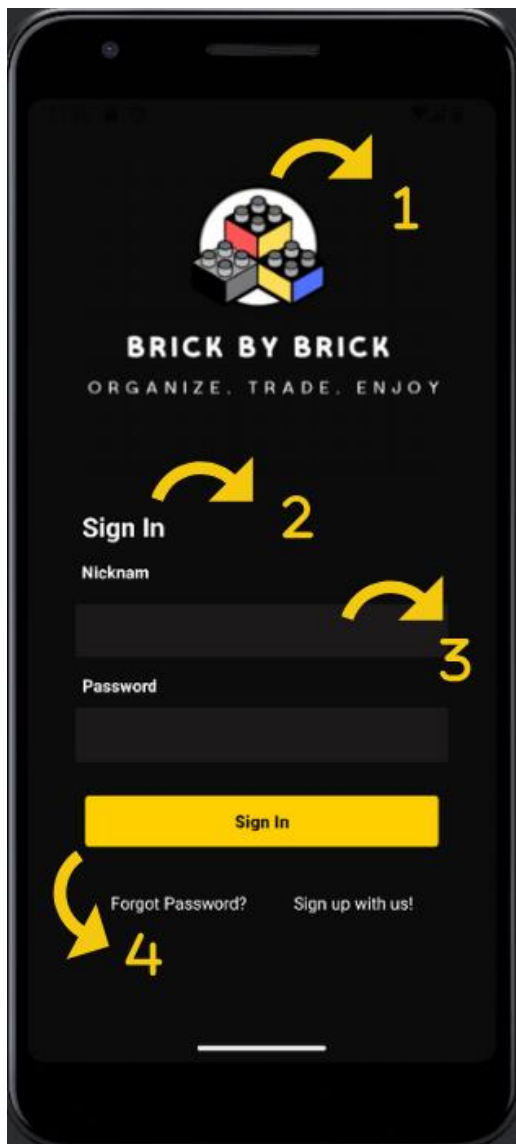 1
BRICK BY BRICK
ORGANIZE, TRADE, ENJOY
2
Sign In
Nicknam
3
Password
Sign In
Forgot Password? Sign up with us!
4